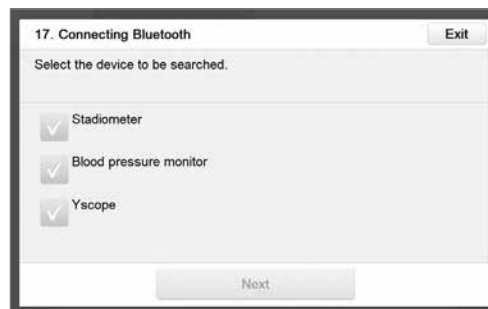 17. Connecting Bluetooth
Exit
Select the device to be searched.
Stadiometer
Blood pressure monitor
Yscope
Next